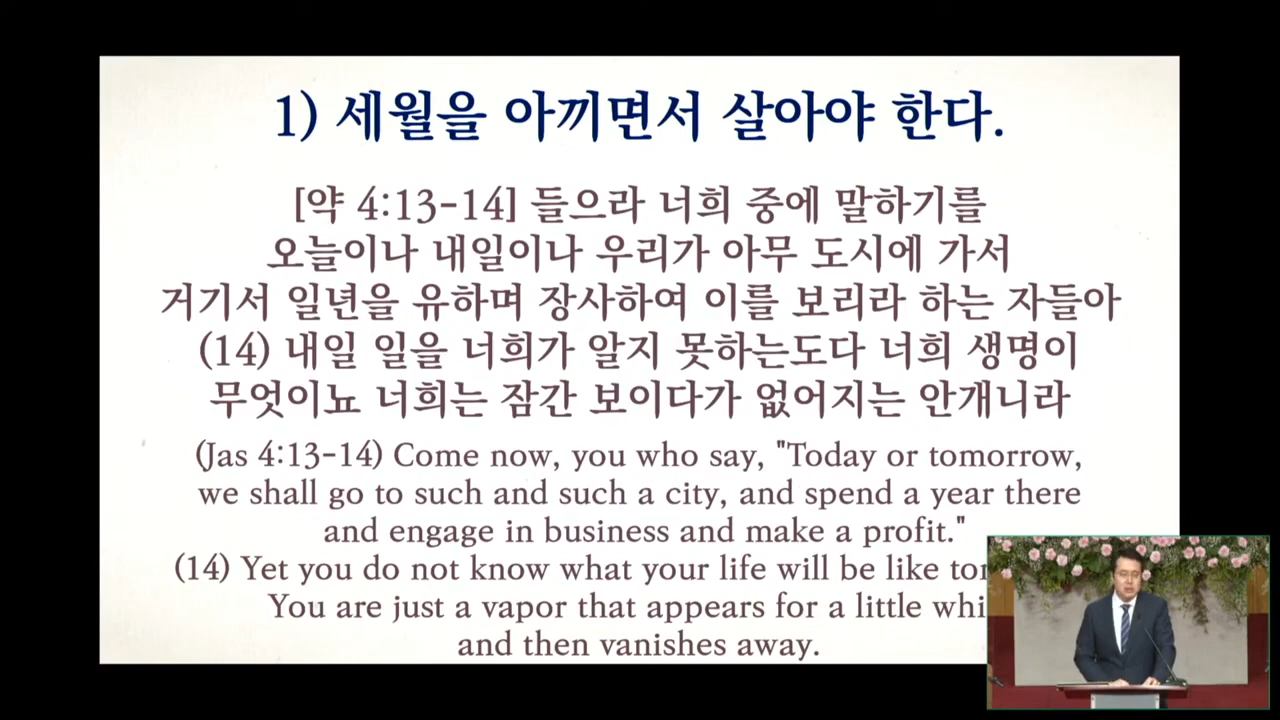 1) 세월을 아끼면서 살아야 한다.
[약 4:13-14] 들으라 너희 중에 말하기를
오늘이나 내일이나 우리가 아무 도시에 가서
거기서 일년을 유하며 장사하여 이를 보리라 하는 자들아
(14) 내일 일을 너희가 알지 못하는도다 너희 생명이
무엇이뇨 너희는 잠간 보이다가 없어지는 안개니라
(Jas 4:13-14) Come now, you who say, "Today or tomorrow,
we shall go to such and such a city, and spend a year there
and engage in business and make a profit."
(14) Yet you do not know what your life will be like
You are just a vapor that appears for a little
and then vanishes away.